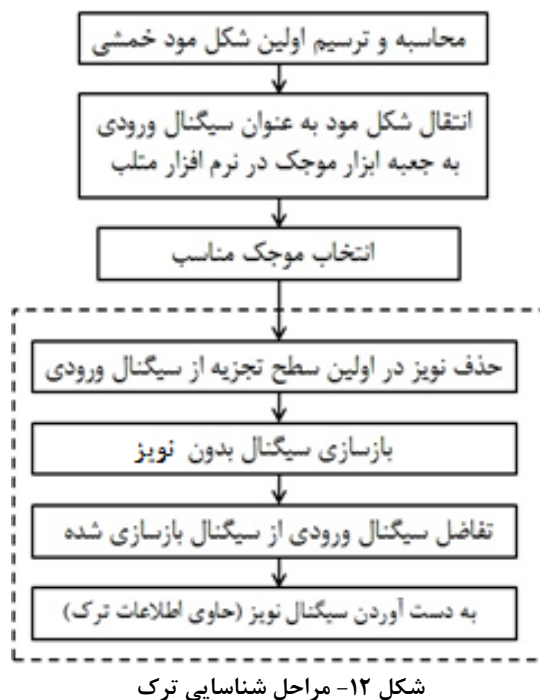 محاسبه و ترسیم اولین شکل مود خمشی
انتقال شکل مود به عنوان سیگنال ورودی
به جعبه ابزار موجک در نرم افزار متلب
انتخاب موجک مناسب
حذف نویز در اولین سطح تجزیه از سیگنال ورودی
بازسازی سیگنال بدون نویز
تفاضل سیگنال ورودی از سیگنال بازسازی شده
به دست آوردن سیگنال نویز (حاوی اطلاعات ترک)
شکل ۱۲- مراحل شناسایی ترک